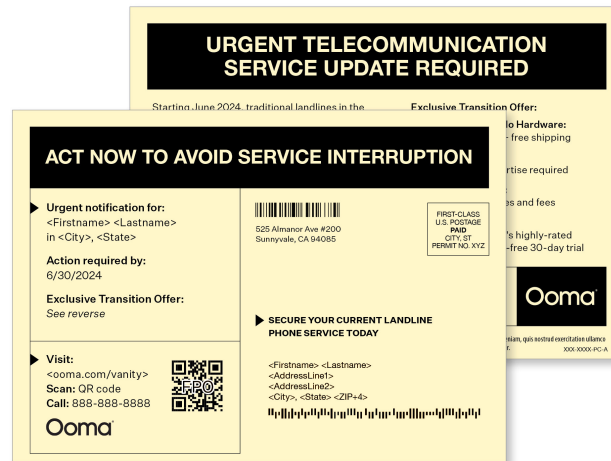 URGENT TELECOMMUNICATION
SERVICE UPDATE REQUIRED
Starting June 2024, traditional landlines in the
Exclusive Transition Offer:
Hardware:
free shipping
required
and fees
highly-rated
-free 30-day trial
Ooma
quis nostrud exercitation ullamco
XXX-XXXX-PC-A
ACT NOW TO AVOID SERVICE INTERRUPTION
Urgent notification for:
<Firstname> <Lastname>
in <City>, <State>
Action required by:
6/30/2024
Exclusive Transition Offer:
See reverse
Visit:
<ooma.com/vanity>
Scan: QR code
Call: 888-888-8888
FPO
Ooma
525 Almanor Ave #200
Sunnyvale, CA 94085
FIRST-CLASS
U.S. POSTAGE
PAID
CITY, ST
PERMIT NO. XYZ
SECURE YOUR CURRENT LANDLINE
PHONE SERVICE TODAY
<Firstname> <Lastname>
<AddressLine1>
<AddressLine2>
<City>, <State> <ZIP+4>